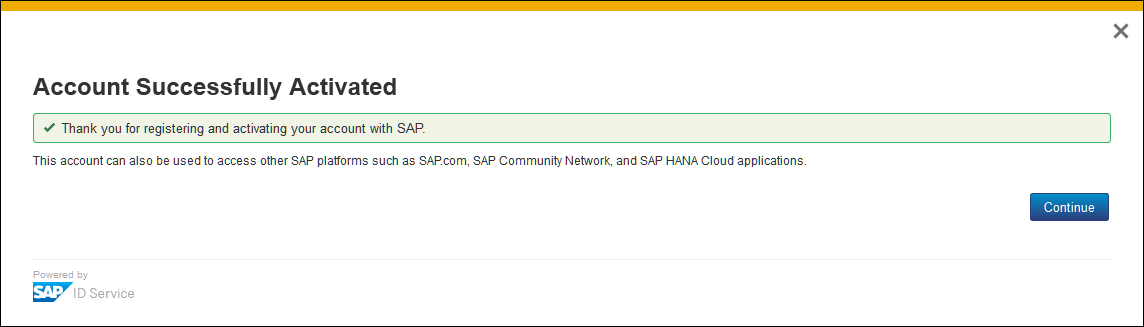 Account Successfully Activated
Thank you for registering and activating your account with SAP.
This account can also be used to access other SAP platforms such as SAP.com, SAP Community Network, and SAP HANA Cloud applications.
Continue
Powered by
SAP ID Service